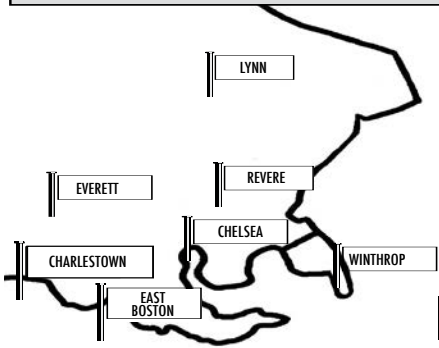 LYNN
REVERE
EVERETT
CHELSEA
CHARLESTOWN
WINTHROP
EAST
BOSTON